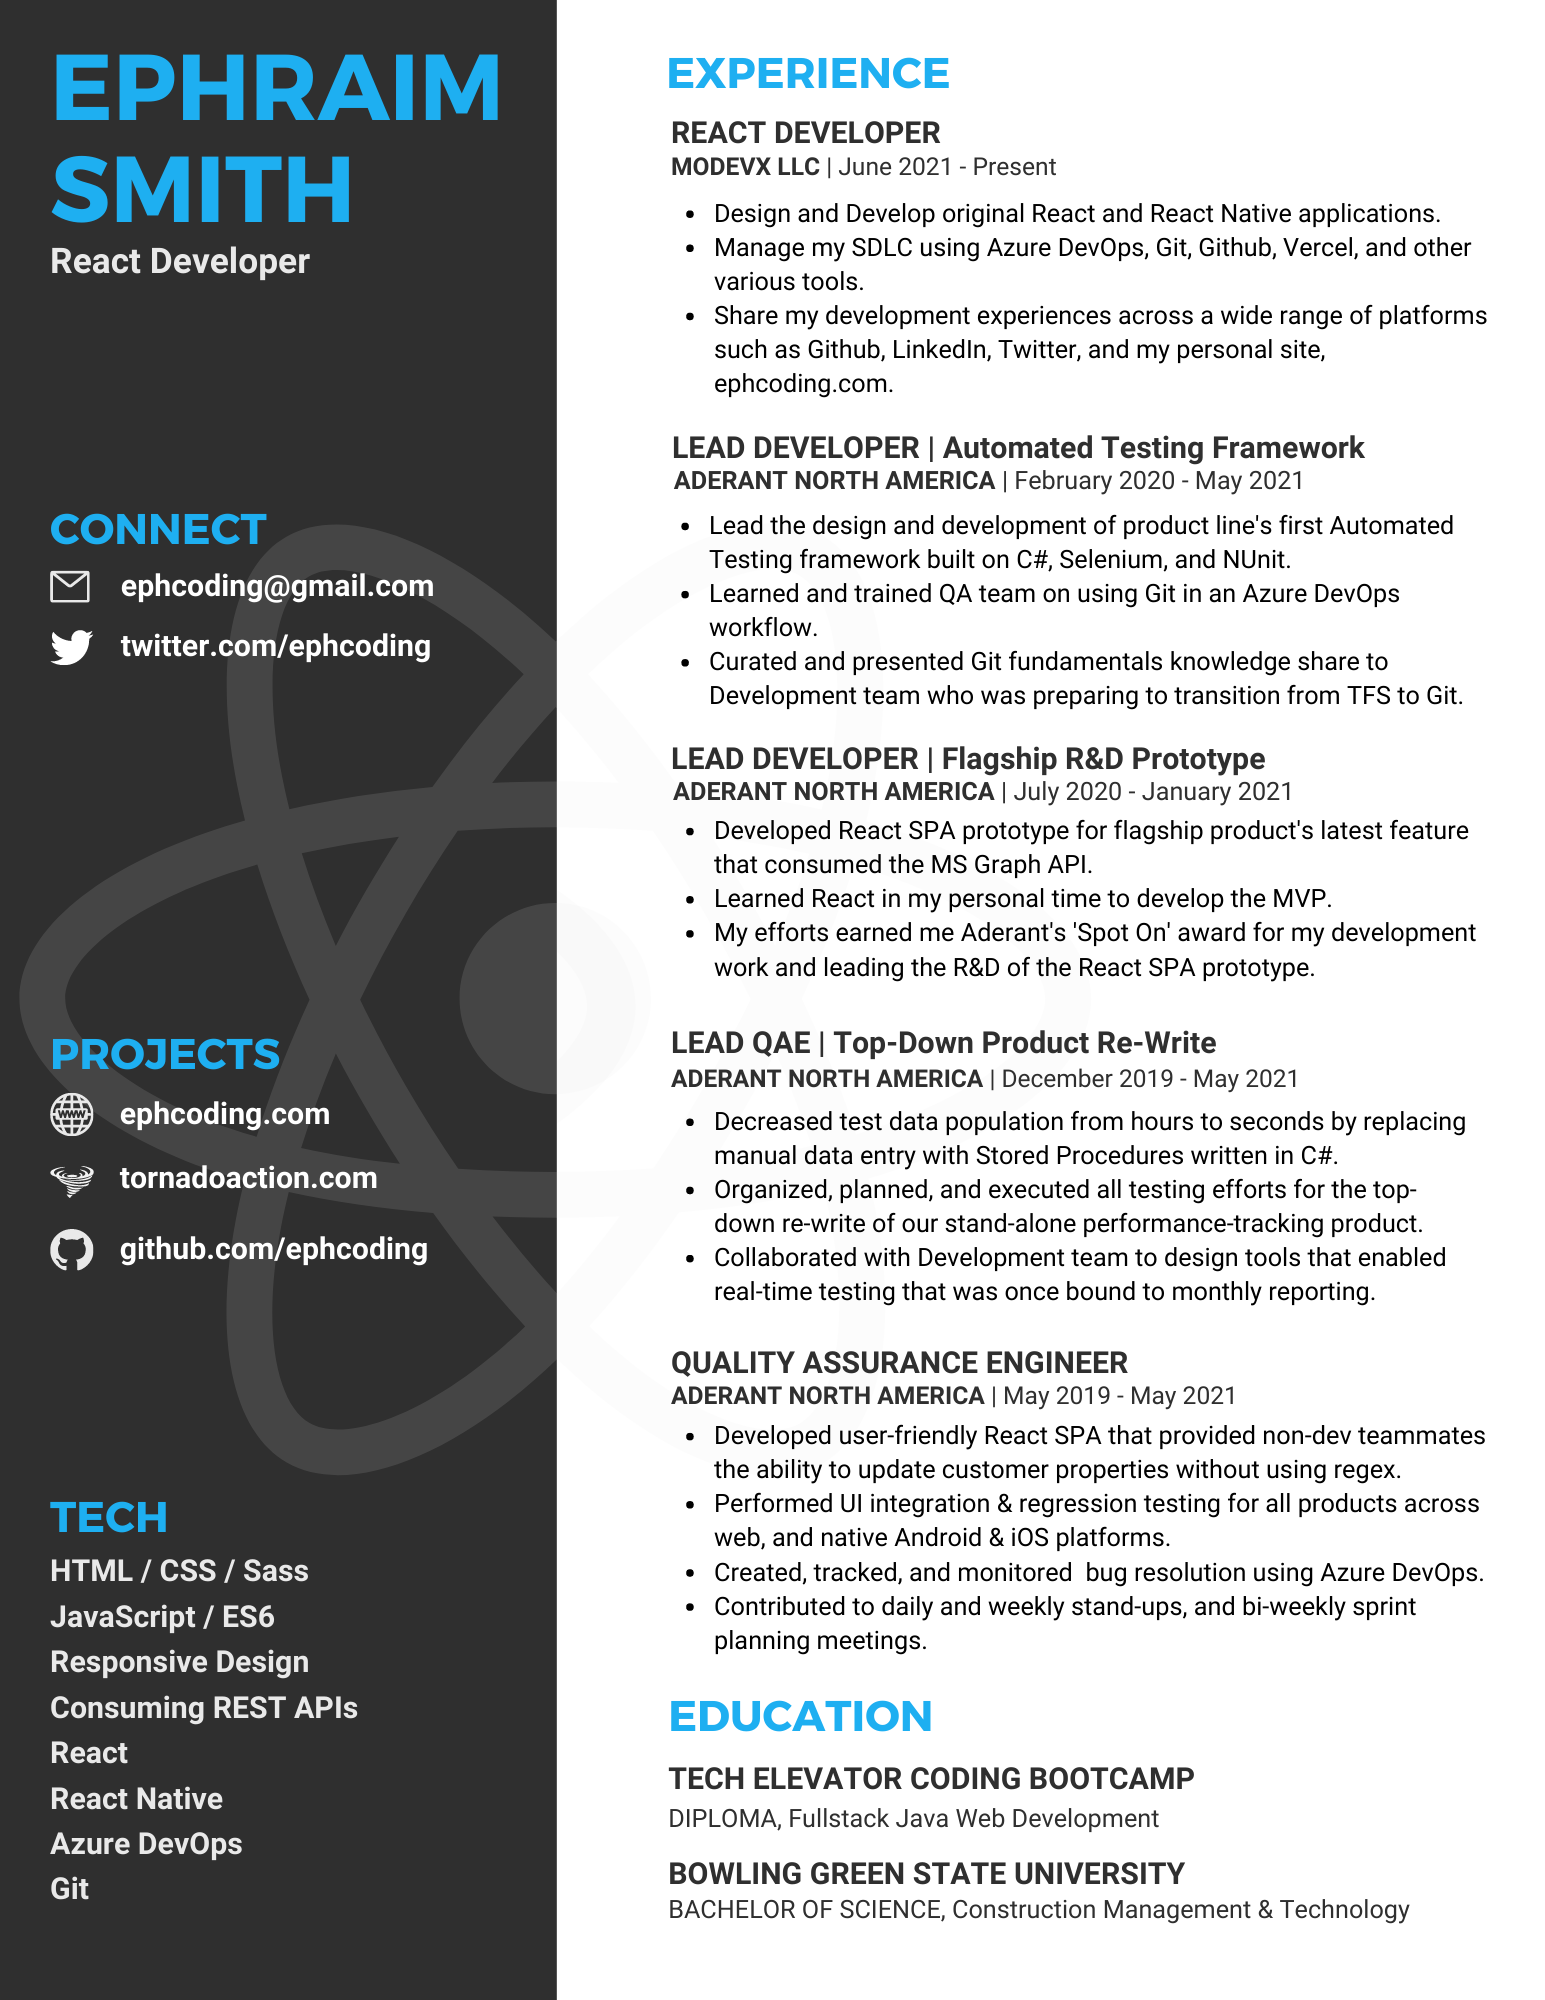 EPHRAIM
SMITH
React Developer
CONNECT
ephcoding@gmail.com
twitter.com/ephcoding
PROJECTS
WWW
ephcoding.com
tornadoaction.com
github.com/ephcoding
TECH
HTML / CSS / Sass
JavaScript / ES6
Responsive Design
Consuming REST APIs
React
React Native
Azure DevOps
Git
EXPERIENCE
REACT DEVELOPER
MODEVX LLC | June 2021 - Present
• Design and Develop original React and React Native applications.
• Manage my SDLC using Azure DevOps, Git, Github, Vercel, and other
various tools.
• Share my development experiences across a wide range of platforms
such as Github, LinkedIn, Twitter, and my personal site,
ephcoding.com.
LEAD DEVELOPER | Automated Testing Framework
ADERANT NORTH AMERICA | February 2020 - May 2021
• Lead the design and development of product line's first Automated
Testing framework built on C#, Selenium, and NUnit.
• Learned and trained QA team on using Git in an Azure DevOps
workflow.
• Curated and presented Git fundamentals knowledge share to
Development team who was preparing to transition from TFS to Git.
LEAD DEVELOPER | Flagship R&D Prototype
ADERANT NORTH AMERICA | July 2020 - January 2021
• Developed React SPA prototype for flagship product's latest feature
that consumed the MS Graph API.
• Learned React in my personal time to develop the MVP.
• My efforts earned me Aderant's 'Spot On' award for my development
work and leading the R&D of the React SPA prototype.
LEAD QAE | Top-Down Product Re-Write
ADERANT NORTH AMERICA | December 2019 - May 2021
• Decreased test data population from hours to seconds by replacing
manual data entry with Stored Procedures written in C#.
• Organized, planned, and executed all testing efforts for the top-
down re-write of our stand-alone performance-tracking product.
• Collaborated with Development team to design tools that enabled
real-time testing that was once bound to monthly reporting.
QUALITY ASSURANCE ENGINEER
ADERANT NORTH AMERICA | May 2019 - May 2021
• Developed user-friendly React SPA that provided non-dev teammates
the ability to update customer properties without using regex.
• Performed UI integration & regression testing for all products across
web, and native Android & iOS platforms.
• Created, tracked, and monitored  bug resolution using Azure DevOps.
• Contributed to daily and weekly stand-ups, and bi-weekly sprint
planning meetings.
EDUCATION
TECH ELEVATOR CODING BOOTCAMP
DIPLOMA, Fullstack Java Web Development
BOWLING GREEN STATE UNIVERSITY
BACHELOR OF SCIENCE, Construction Management & Technology